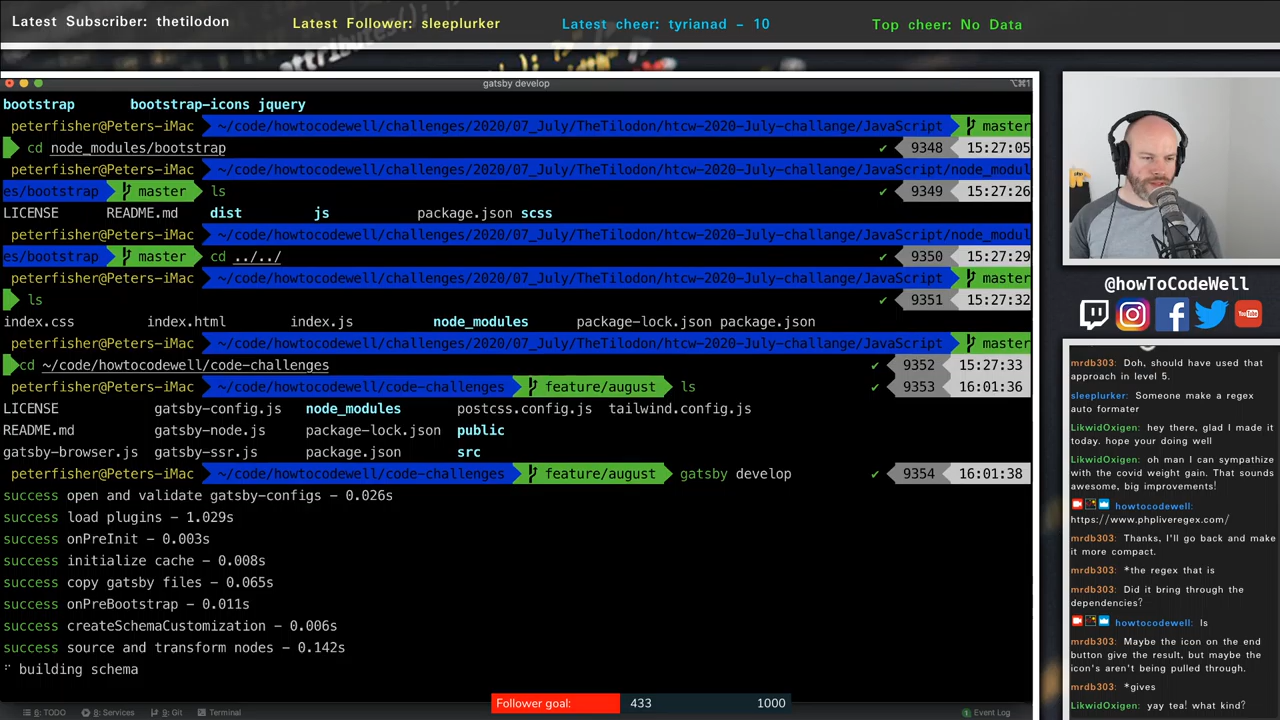 Latest Subscriber: thetilodon
Latest Follower: sleeplurker
Latest cheer: tyrianad - 10
Top cheer: No Data
gatsby develop
⌥⌘1
bootstrap bootstrap-icons jquery
peterfisher@Peters-iMac ~/code/howtocodewell/challenges/2020/07_July/TheTilodon/htcw-2020-July-challange/JavaScript master
cd node_modules/bootstrap ✔ 9348 15:27:05
peterfisher@Peters-iMac ~/code/howtocodewell/challenges/2020/07_July/TheTilodon/htcw-2020-July-challange/JavaScript/node_modul
es/bootstrap master ls ✔ 9349 15:27:26
LICENSE README.md dist js package.json scss
peterfisher@Peters-iMac ~/code/howtocodewell/challenges/2020/07_July/TheTilodon/htcw-2020-July-challange/JavaScript/node_modul
es/bootstrap master cd ../../ ✔ 9350 15:27:29
peterfisher@Peters-iMac ~/code/howtocodewell/challenges/2020/07_July/TheTilodon/htcw-2020-July-challange/JavaScript master
ls ✔ 9351 15:27:32
index.css index.html index.js node_modules package-lock.json package.json
peterfisher@Peters-iMac ~/code/howtocodewell/challenges/2020/07_July/TheTilodon/htcw-2020-July-challange/JavaScript master
cd ~/code/howtocodewell/code-challenges ✔ 9352 15:27:33
peterfisher@Peters-iMac ~/code/howtocodewell/code-challenges feature/august ls ✔ 9353 16:01:36
LICENSE gatsby-config.js node_modules postcss.config.js tailwind.config.js
README.md gatsby-node.js package-lock.json public
gatsby-browser.js gatsby-ssr.js package.json src
peterfisher@Peters-iMac ~/code/howtocodewell/code-challenges feature/august gatsby develop ✔ 9354 16:01:38
success open and validate gatsby-configs - 0.026s
success load plugins - 1.029s
success onPreInit - 0.003s
success initialize cache - 0.008s
success copy gatsby files - 0.065s
success onPreBootstrap - 0.011s
success createSchemaCustomization - 0.006s
success source and transform nodes - 0.142s
building schema
6: TODO 8: Services 9: Git Terminal
1 Event Log
Follower goal: 433 1000
@howToCodeWell
You Tube
mrdb303: Doh, should have used that
approach in level 5.
sleeplurker: Someone make a regex
auto formater
LikwidOxigen: hey there, glad I made it
today. hope your doing well
LikwidOxigen: oh man I can sympathize
with the covid weight gain. That sounds
awesome, big improvements!
howtocodewell:
https://www.phpliveregex.com/
mrdb303: Thanks, I'll go back and make
it more compact.
mrdb303: *the regex that is
mrdb303: Did it bring through the
dependencies?
howtocodewell: ls
mrdb303: Maybe the icon on the end
button give the result, but maybe the
icon's aren't being pulled through.
mrdb303: *gives
LikwidOxigen: yay tea! what kind?